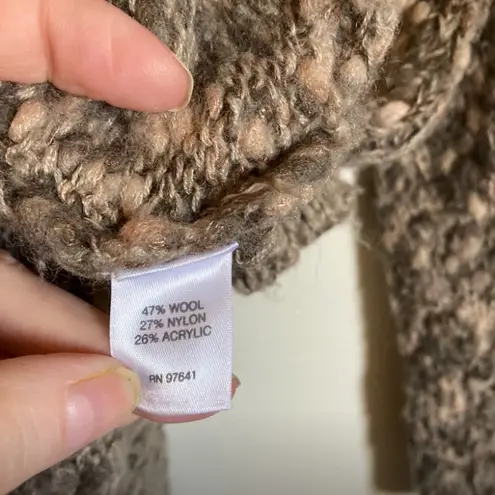 47% WOOL
27% NYLON
26% ACRYLIC
RN 97641